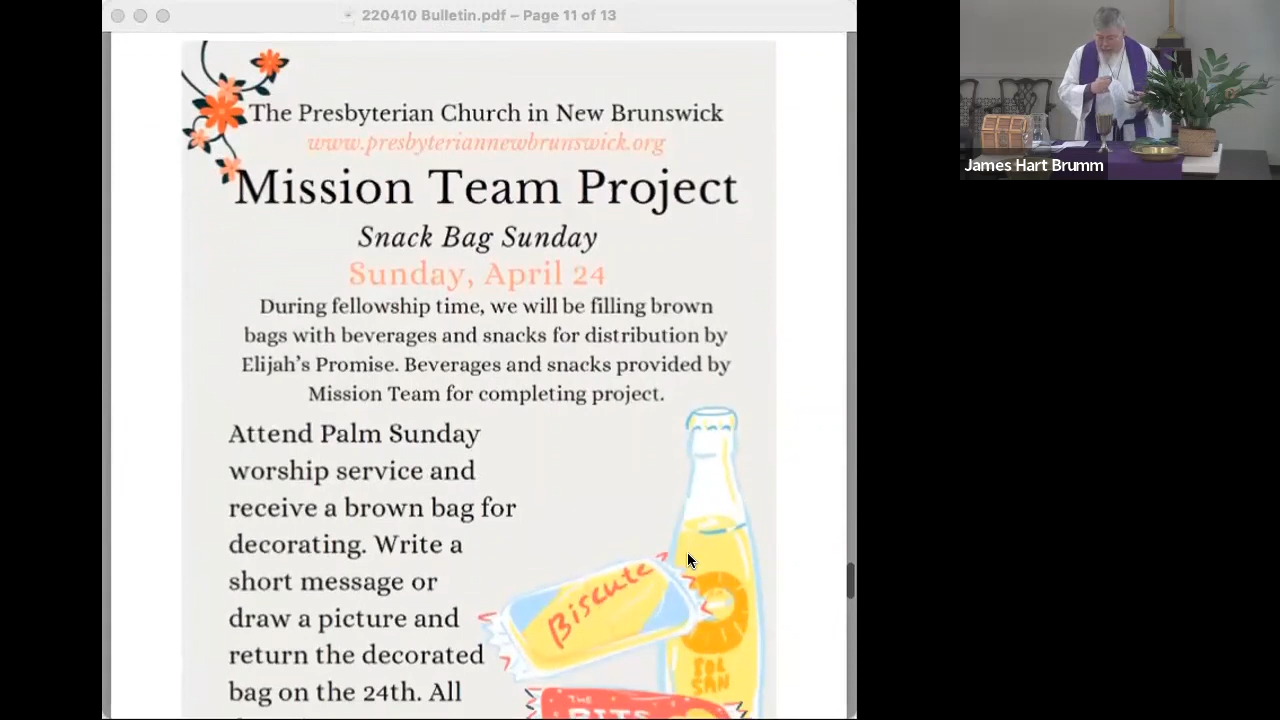 220410 Bulletin.pdf – Page 11 of 13
The Presbyterian Church in New Brunswick
www.presbyteriannewbrunswick.org
Mission Team Project
Snack Bag Sunday
Sunday, April 24
During fellowship time, we will be filling brown
bags with beverages and snacks for distribution by
Elijah's Promise. Beverages and snacks provided by
Mission Team for completing project.
Attend Palm Sunday
worship service and
receive a brown bag for
decorating. Write a
short message or
draw a picture and
return the decorated
bag on the 24th. All
Biscute
SOL
SAN
THE
BITS
James Hart Brumm